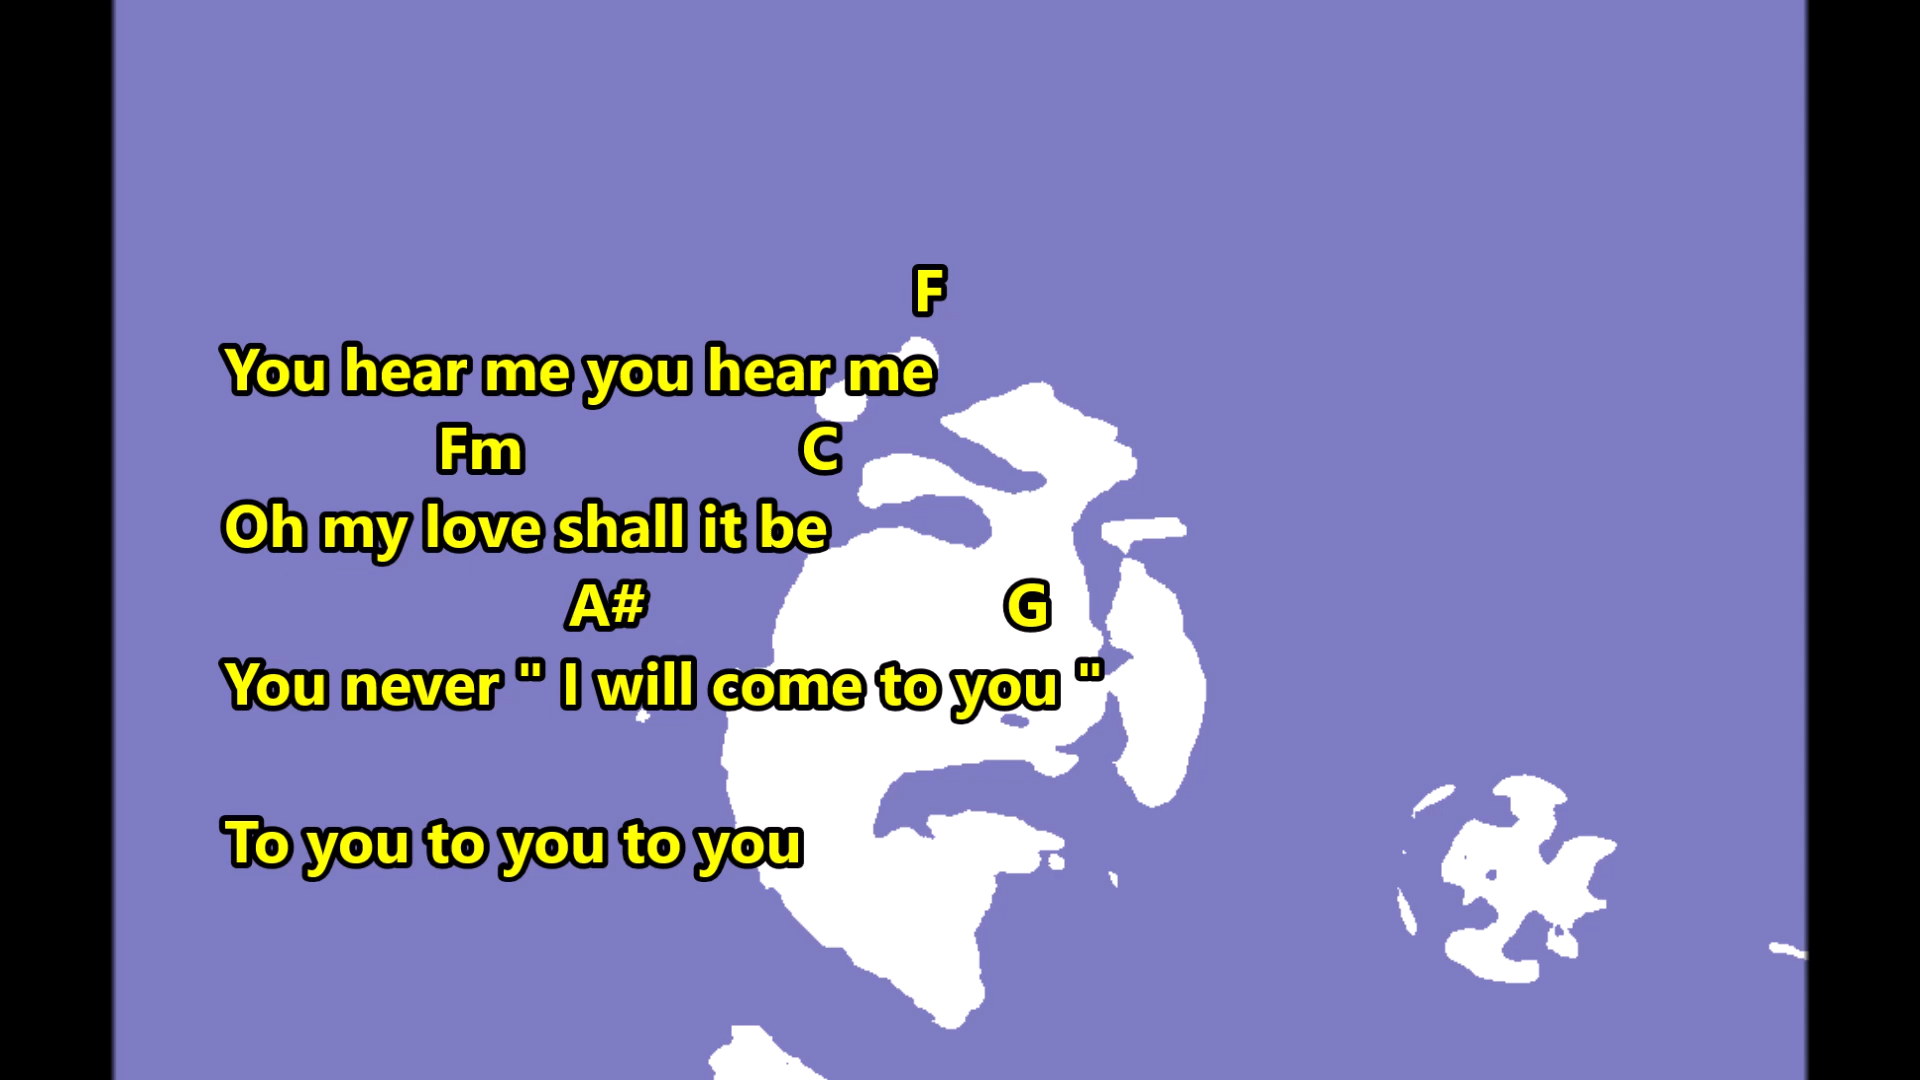 F
You hear me you hear me
Fm C
Oh my love shall it be
A# G
You never " I will come to you "
To you to you to you